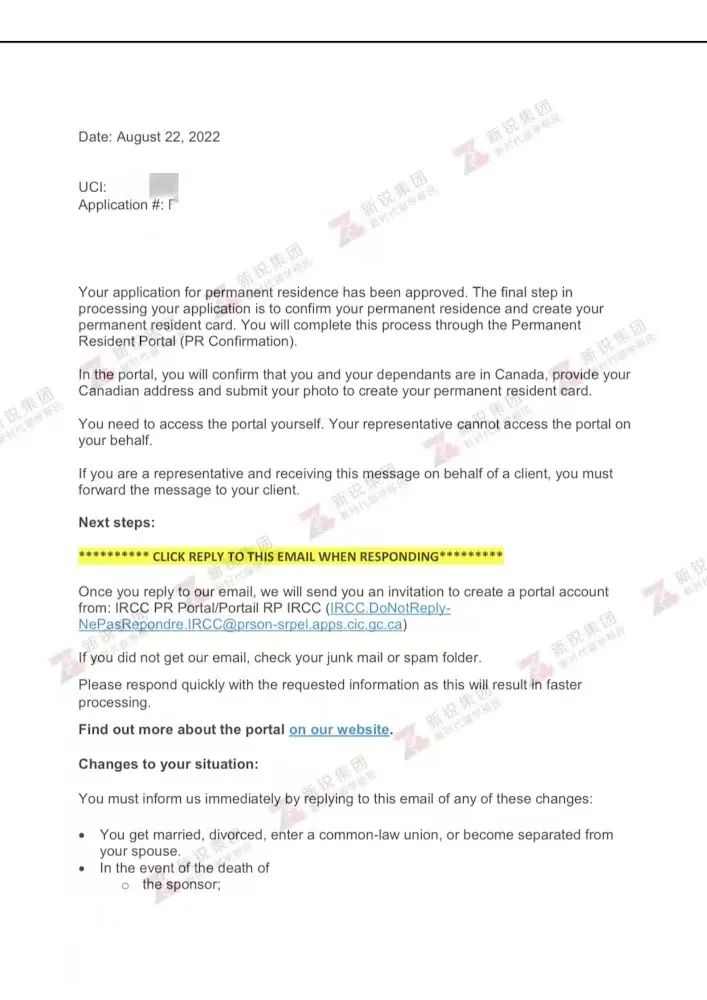 Date: August 22, 2022
UCI:
Application #: F
Your application for permanent residence has been approved. The final step in
processing your application is to confirm your permanent residence and create your
permanent resident card. You will complete this process through the Permanent
Resident Portal (PR Confirmation).
In the portal, you will confirm that you and your dependants are in Canada, provide your
Canadian address and submit your photo to create your permanent resident card.
You need to access the portal yourself. Your representative cannot access the portal on
your behalf.
If you are a representative and receiving this message on behalf of a client, you must
forward the message to your client.
Next steps:
********** CLICK REPLY TO THIS EMAIL WHEN RESPONDING*********
Once you reply to our email, we will send you an invitation to create a portal account
from: IRCC PR Portal/Portail RP IRCC (IRCC.DoNotReply-
NePasRepondre.IRCC@prson-srpel.apps.cic.gc.ca)
If you did not get our email, check your junk mail or spam folder.
Please respond quickly with the requested information as this will result in faster
processing.
Find out more about the portal on our website.
Changes to your situation:
You must inform us immediately by replying to this email of any of these changes:
• You get married, divorced, enter a common-law union, or become separated from
your spouse.
• In the event of the death of
○ the sponsor;
新锐集团
新时代留学移民